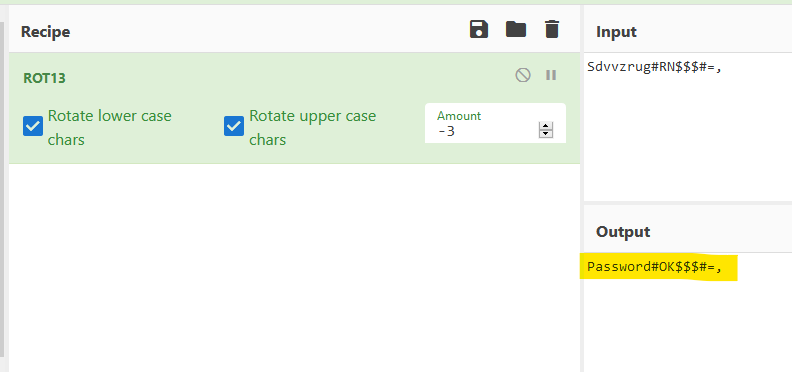 Recipe
ROT13
Rotate lower case
chars
Rotate upper case
chars
Amount
-3
Input
Sdvvzrug#RN$$$#=,
Output
Password#OK$$$#=,